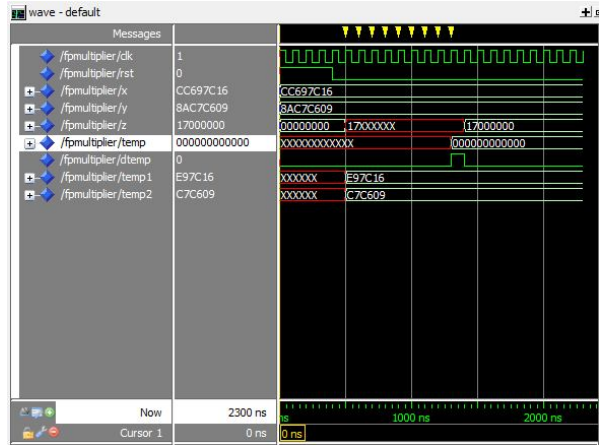 wave - default
Messages
/fpmultiplier/clk 1
/fpmultiplier/rst 0
/fpmultiplier/x CC697C16 CC697C16
/fpmultiplier/y 8AC7C609 8AC7C609
/fpmultiplier/z 17000000 00000000 17XXXXXX 17000000
/fpmultiplier/temp 000000000000 XXXXXXXXXXXX 000000000000
/fpmultiplier/dtemp 0
/fpmultiplier/temp1 E97C16 XXXXXX E97C16
/fpmultiplier/temp2 C7C609 XXXXXX C7C609
Now 2300 ns ns 1000 ns 2000 ns
Cursor 1 0 ns 0 ns